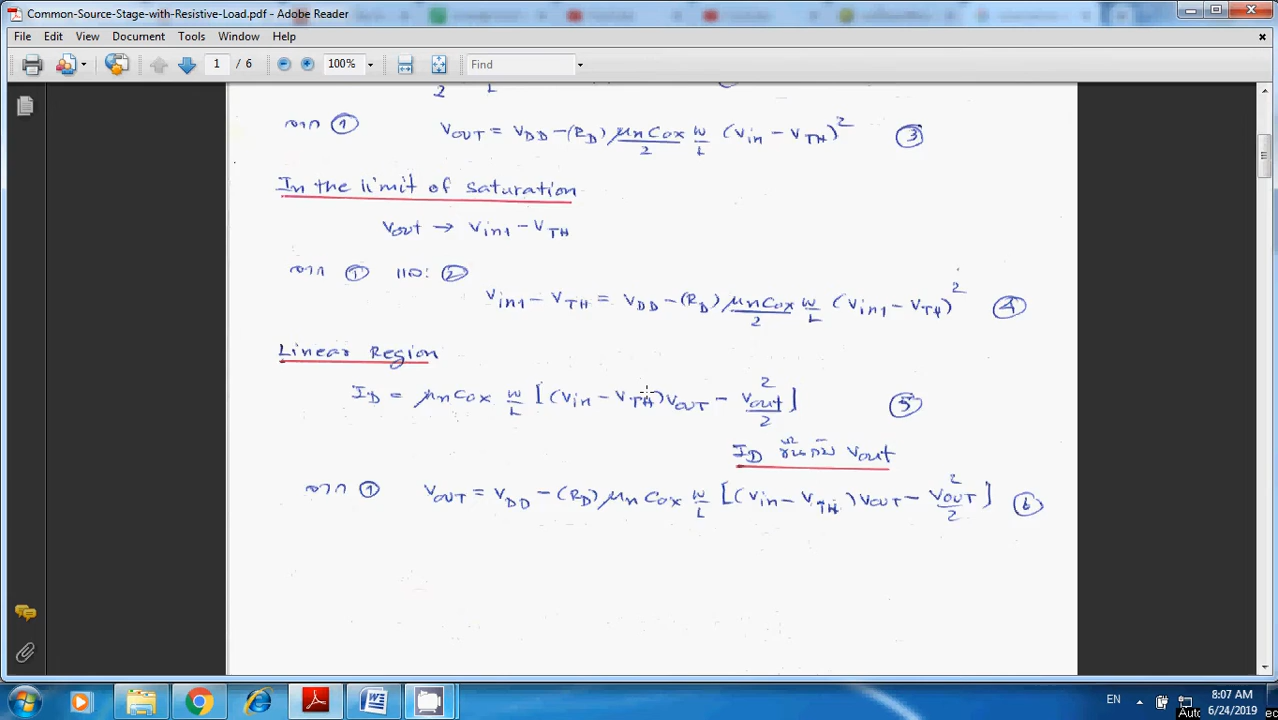 Common-Source-Stage-with-Resistive-Load.pdf - Adobe Reader
File Edit View Document Tools Window Help
1 / 6 100% Find
2 L
จาก ① VOUT = VDD - (RD) μnCox/2 W/L (Vin - VTH)² ③
In the limit of saturation
Vout → Vin1 - VTH
จาก ① และ ②
Vin1 - VTH = VDD - (RD) μnCox/2 W/L (Vin1 - VTH)² ④
Linear Region
ID = μnCox W/L [(Vin - VTH)VOUT - Vout²/2] ⑤
ID ขึ้นกับ Vout
จาก ① VOUT = VDD - (RD) μnCox W/L [(Vin - VTH)VOUT - VOUT²/2] ⑥
EN 8:07 AM
6/24/2019